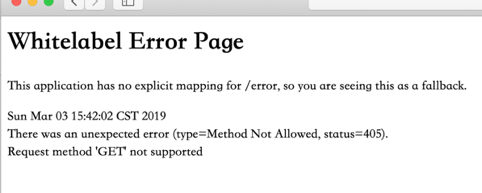 Whitelabel Error Page
This application has no explicit mapping for /error, so you are seeing this as a fallback.
Sun Mar 03 15:42:02 CST 2019
There was an unexpected error (type=Method Not Allowed, status=405).
Request method 'GET' not supported